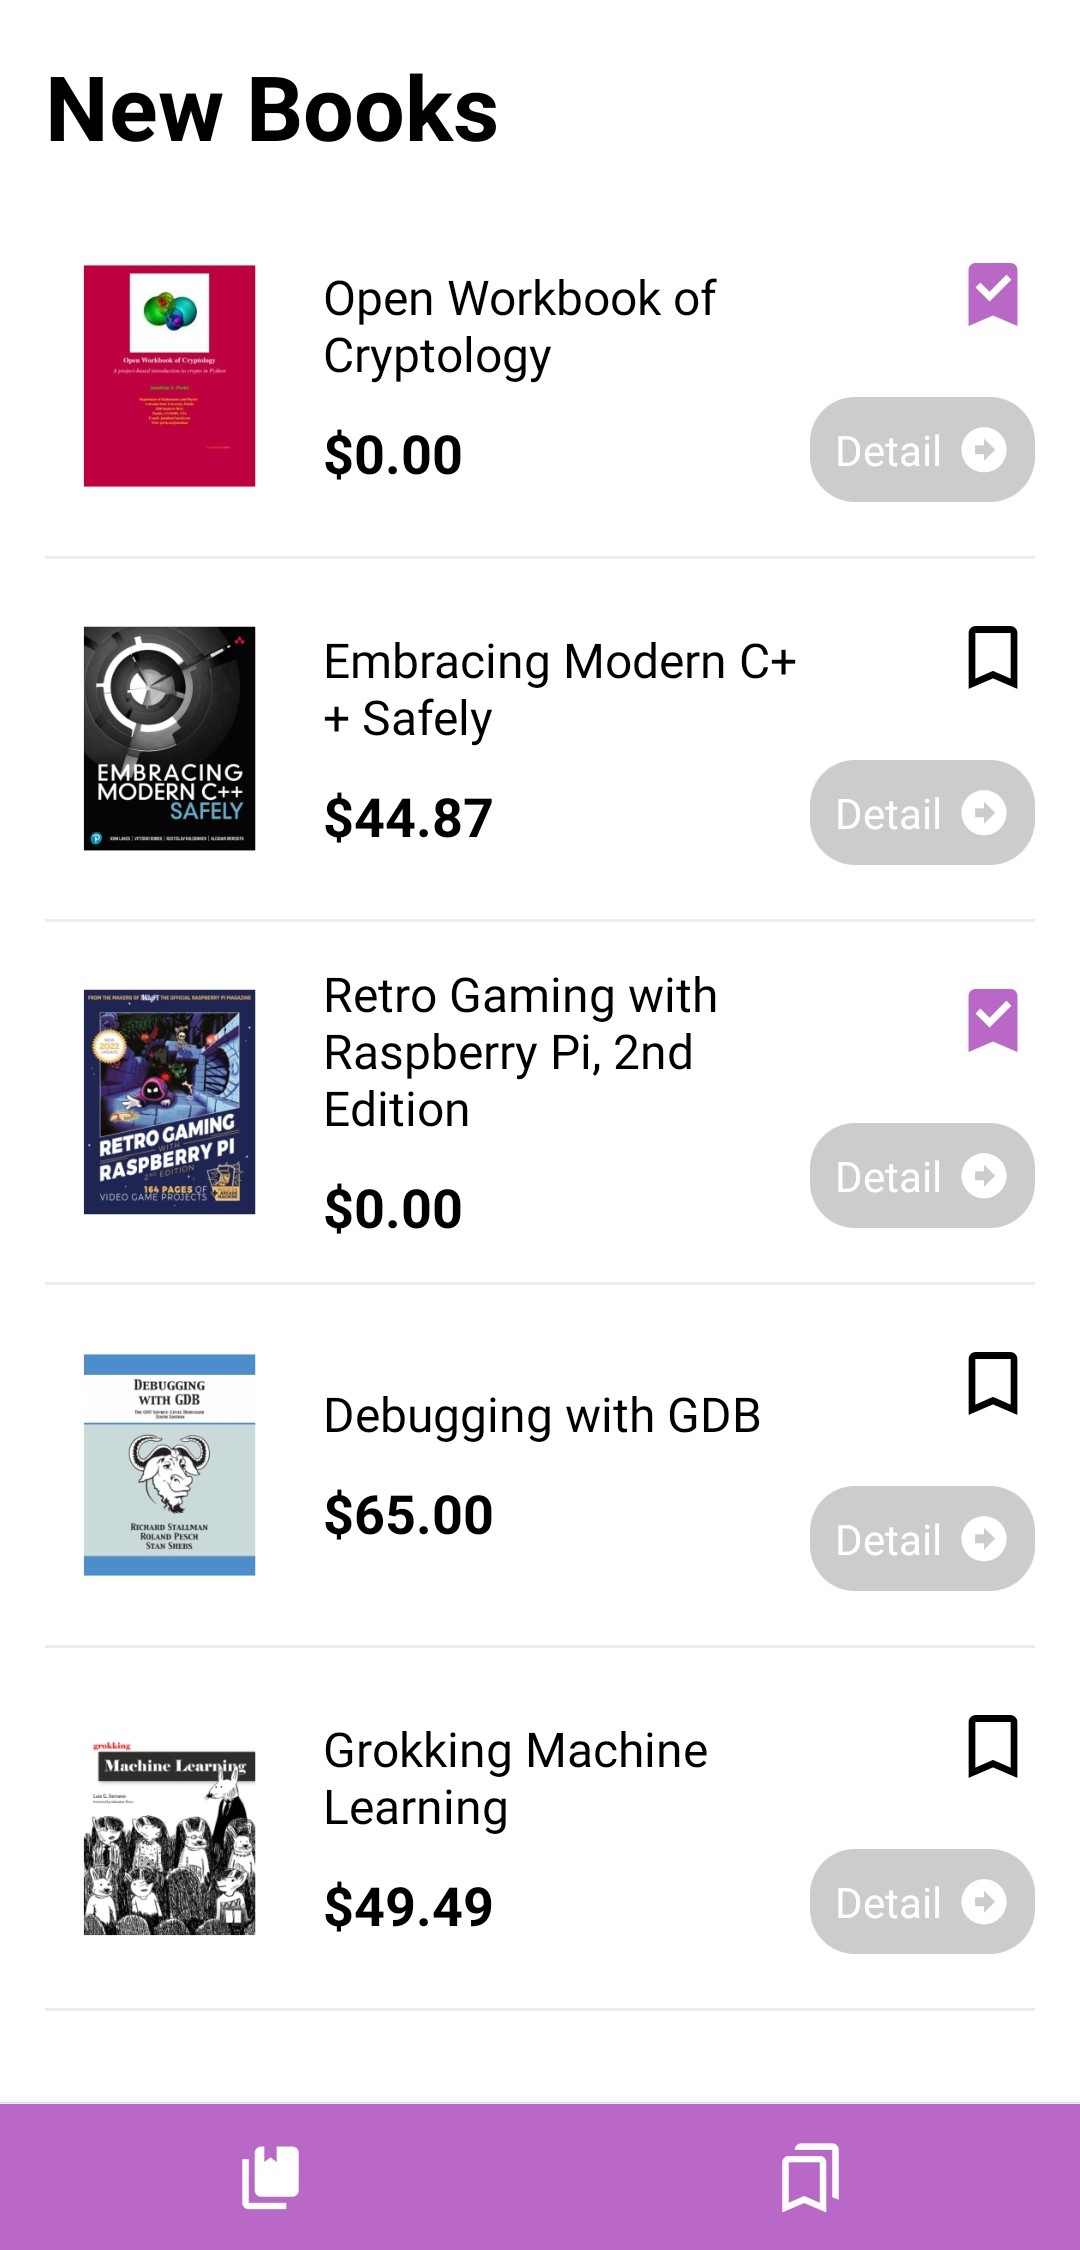 New Books
Open Workbook of Cryptology
A project-based introduction to crypto in Python
Open Workbook of
Cryptology
$0.00
Detail
EMBRACING
MODERN C++
SAFELY
Embracing Modern C+
+ Safely
$44.87
Detail
FROM THE MAKERS OF MagPi THE OFFICIAL RASPBERRY PI MAGAZINE
NEW
2022
UPDATE
RETRO GAMING
WITH
RASPBERRY PI
2ND EDITION
164 PAGES OF
VIDEO GAME PROJECTS
Retro Gaming with
Raspberry Pi, 2nd
Edition
$0.00
Detail
DEBUGGING
WITH GDB
THE GNU SOURCE-LEVEL DEBUGGER
TENTH EDITION
RICHARD STALLMAN
ROLAND PESCH
STAN SHEBS
Debugging with GDB
$65.00
Detail
grokking
Machine Learning
Luis G. Serrano
Grokking Machine
Learning
$49.49
Detail